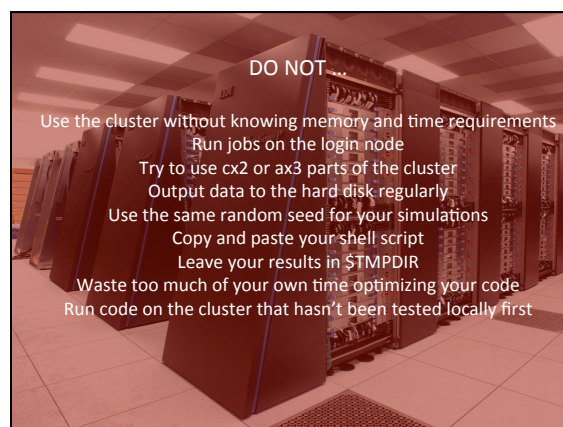 DO NOT ...
Use the cluster without knowing memory and time requirements
Run jobs on the login node
Try to use cx2 or ax3 parts of the cluster
Output data to the hard disk regularly
Use the same random seed for your simulations
Copy and paste your shell script
Leave your results in $TMPDIR
Waste too much of your own time optimizing your code
Run code on the cluster that hasn't been tested locally first